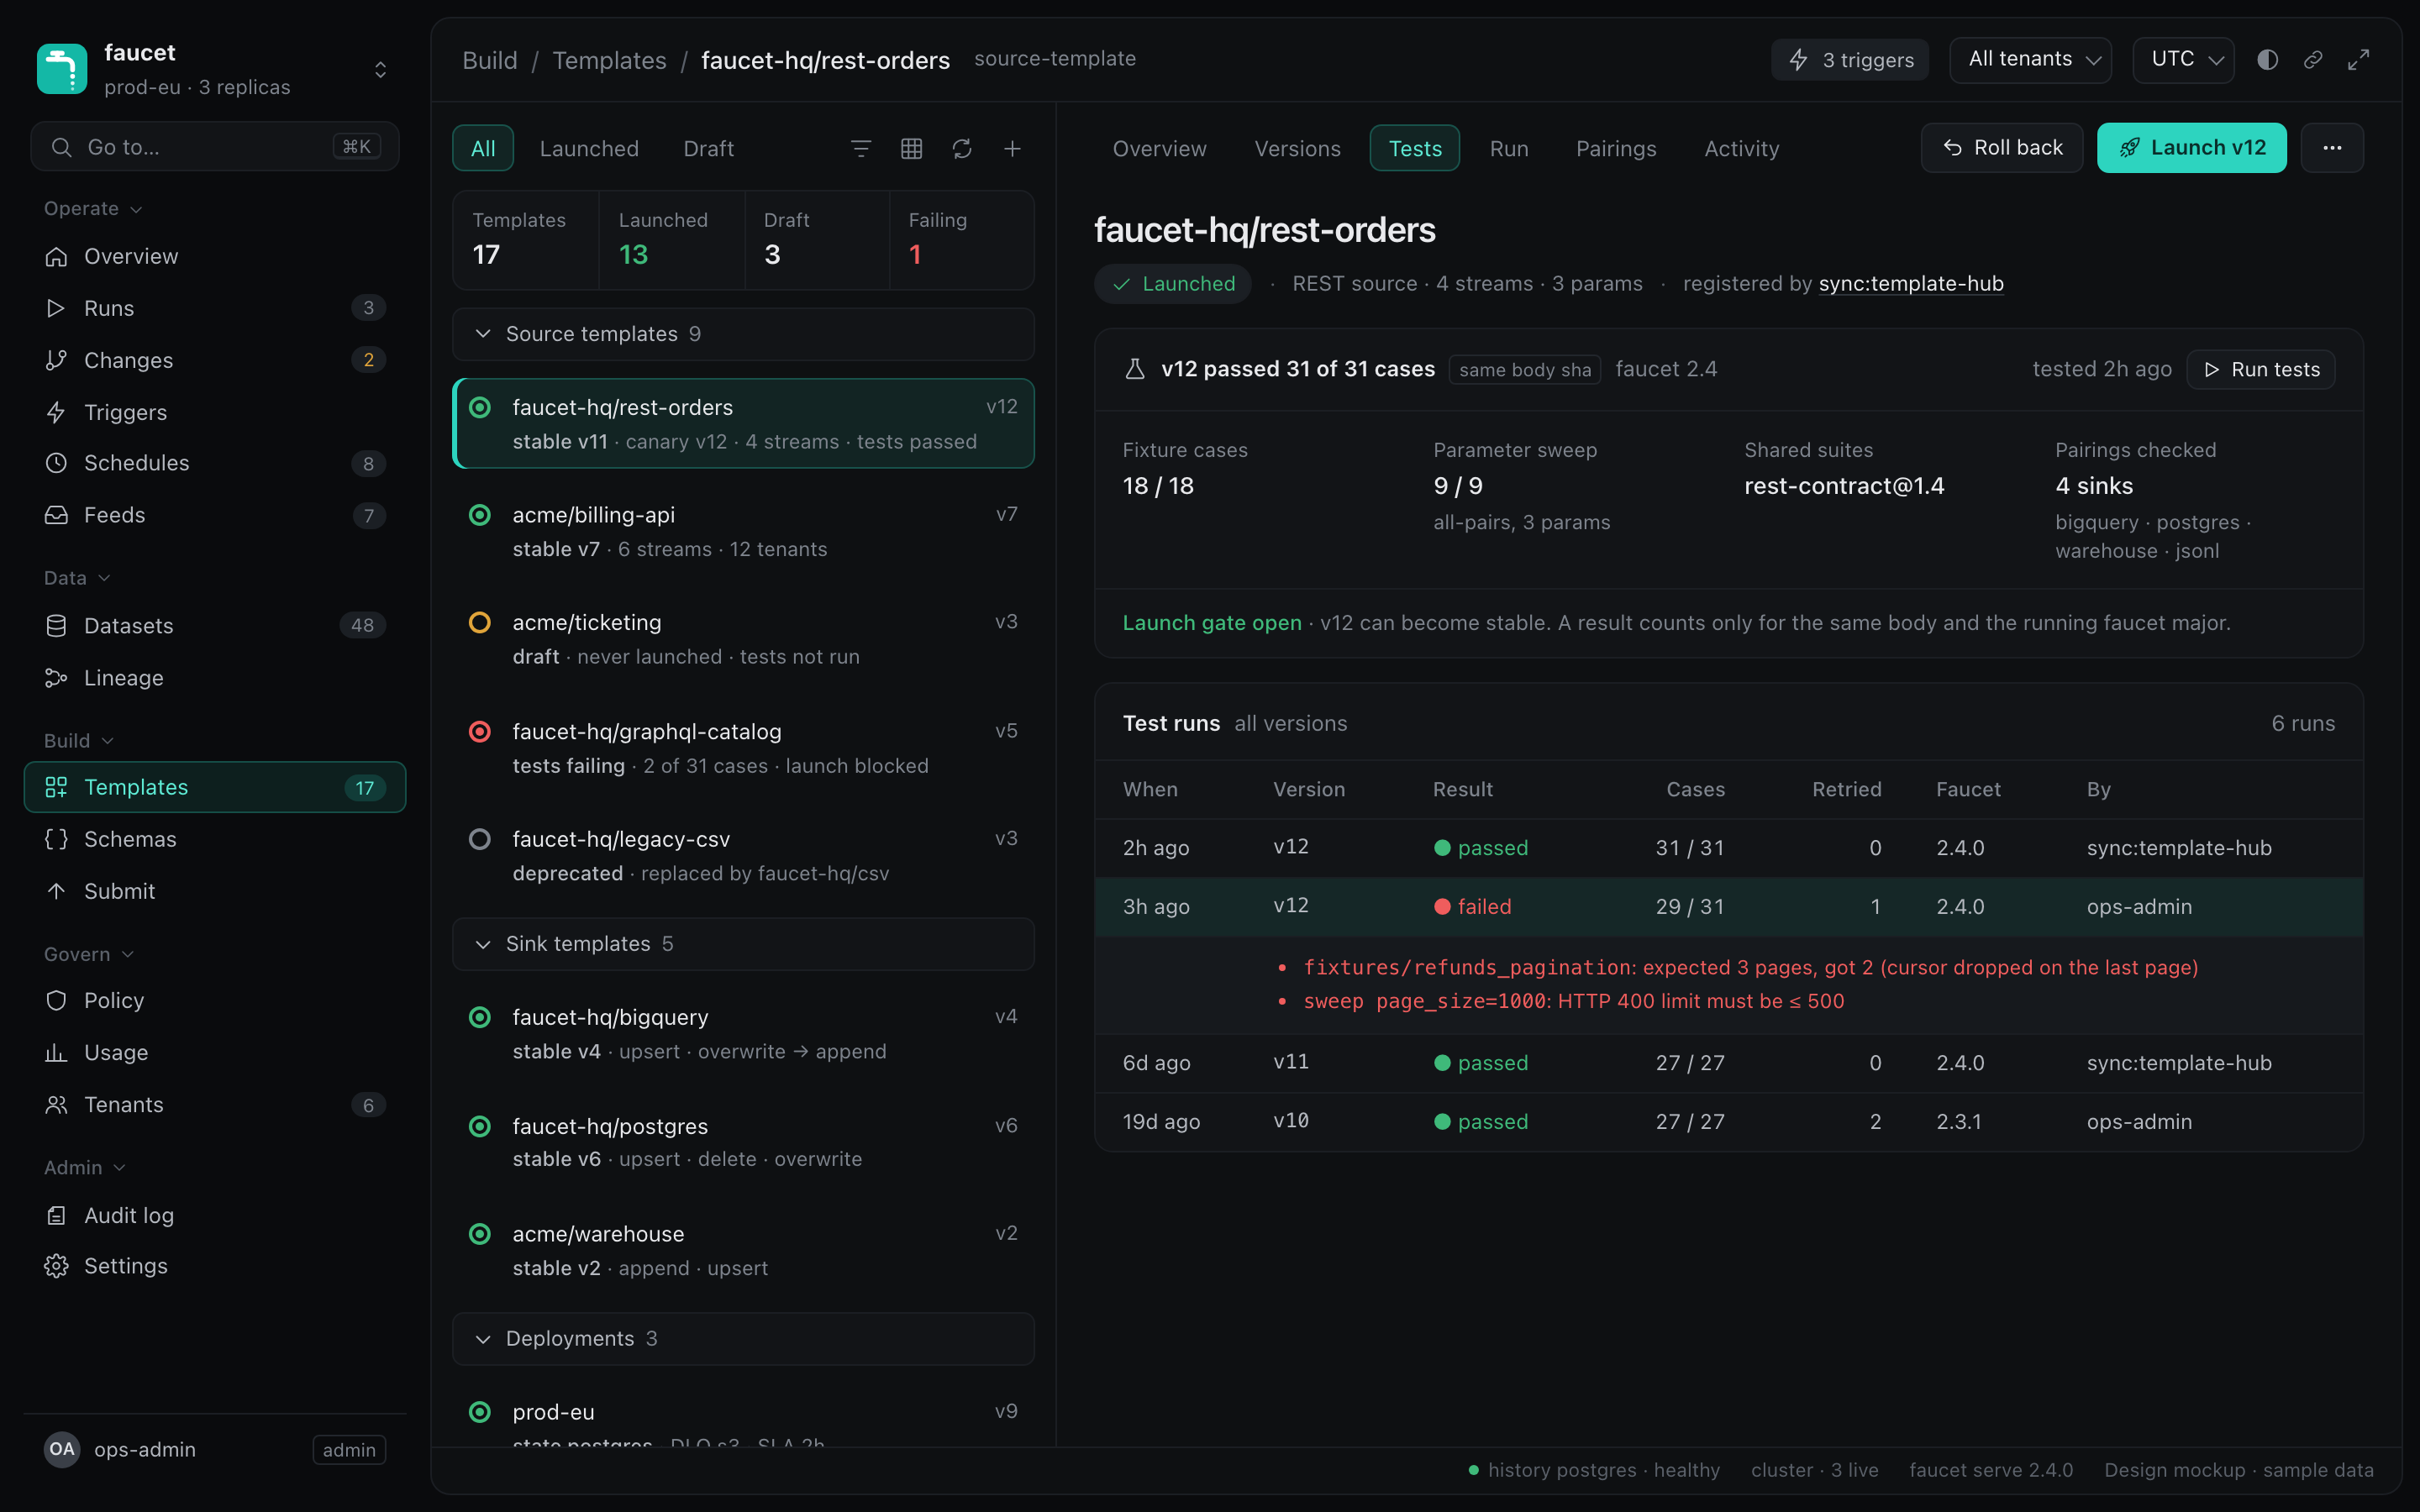 faucet
prod-eu · 3 replicas
Go to... ⌘K
Operate
Overview
Runs 3
Changes 2
Triggers
Schedules 8
Feeds 7
Data
Datasets 48
Lineage
Build
Templates 17
Schemas
Submit
Govern
Policy
Usage
Tenants 6
Admin
Audit log
Settings
OA ops-admin admin
Build / Templates / faucet-hq/rest-orders source-template
3 triggers All tenants UTC
All Launched Draft
Templates Launched Draft Failing
17 13 3 1
Source templates 9
faucet-hq/rest-orders v12
stable v11 · canary v12 · 4 streams · tests passed
acme/billing-api v7
stable v7 · 6 streams · 12 tenants
acme/ticketing v3
draft · never launched · tests not run
faucet-hq/graphql-catalog v5
tests failing · 2 of 31 cases · launch blocked
faucet-hq/legacy-csv v3
deprecated · replaced by faucet-hq/csv
Sink templates 5
faucet-hq/bigquery v4
stable v4 · upsert · overwrite → append
faucet-hq/postgres v6
stable v6 · upsert · delete · overwrite
acme/warehouse v2
stable v2 · append · upsert
Deployments 3
prod-eu v9
state postgres · DLQ s3 · SLA 2h
Overview Versions Tests Run Pairings Activity
Roll back Launch v12 ···
faucet-hq/rest-orders
Launched · REST source · 4 streams · 3 params · registered by sync:template-hub
v12 passed 31 of 31 cases same body sha faucet 2.4 tested 2h ago Run tests
Fixture cases Parameter sweep Shared suites Pairings checked
18 / 18 9 / 9 rest-contract@1.4 4 sinks
all-pairs, 3 params bigquery · postgres ·
warehouse · jsonl
Launch gate open · v12 can become stable. A result counts only for the same body and the running faucet major.
Test runs all versions 6 runs
When Version Result Cases Retried Faucet By
2h ago v12 passed 31 / 31 0 2.4.0 sync:template-hub
3h ago v12 failed 29 / 31 1 2.4.0 ops-admin
• fixtures/refunds_pagination: expected 3 pages, got 2 (cursor dropped on the last page)
• sweep page_size=1000: HTTP 400 limit must be ≤ 500
6d ago v11 passed 27 / 27 0 2.4.0 sync:template-hub
19d ago v10 passed 27 / 27 2 2.3.1 ops-admin
history postgres · healthy cluster · 3 live faucet serve 2.4.0 Design mockup · sample data